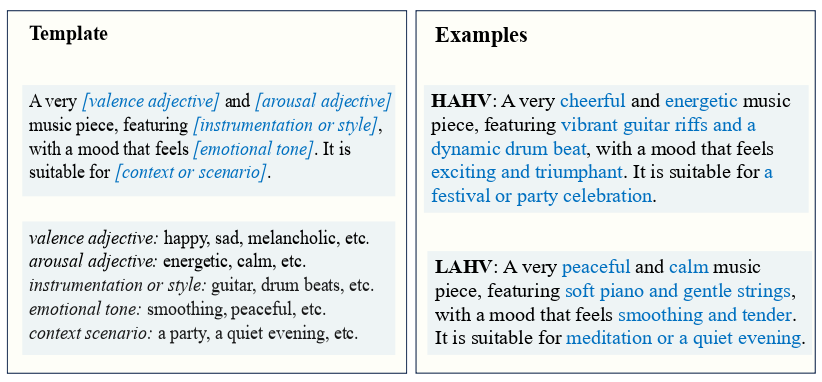 Template
A very [valence adjective] and [arousal adjective]
music piece, featuring [instrumentation or style],
with a mood that feels [emotional tone]. It is
suitable for [context or scenario].
valence adjective: happy, sad, melancholic, etc.
arousal adjective: energetic, calm, etc.
instrumentation or style: guitar, drum beats, etc.
emotional tone: smoothing, peaceful, etc.
context scenario: a party, a quiet evening, etc.
Examples
HAHV: A very cheerful and energetic music
piece, featuring vibrant guitar riffs and a
dynamic drum beat, with a mood that feels
exciting and triumphant. It is suitable for a
festival or party celebration.
LAHV: A very peaceful and calm music
piece, featuring soft piano and gentle strings,
with a mood that feels smoothing and tender.
It is suitable for meditation or a quiet evening.